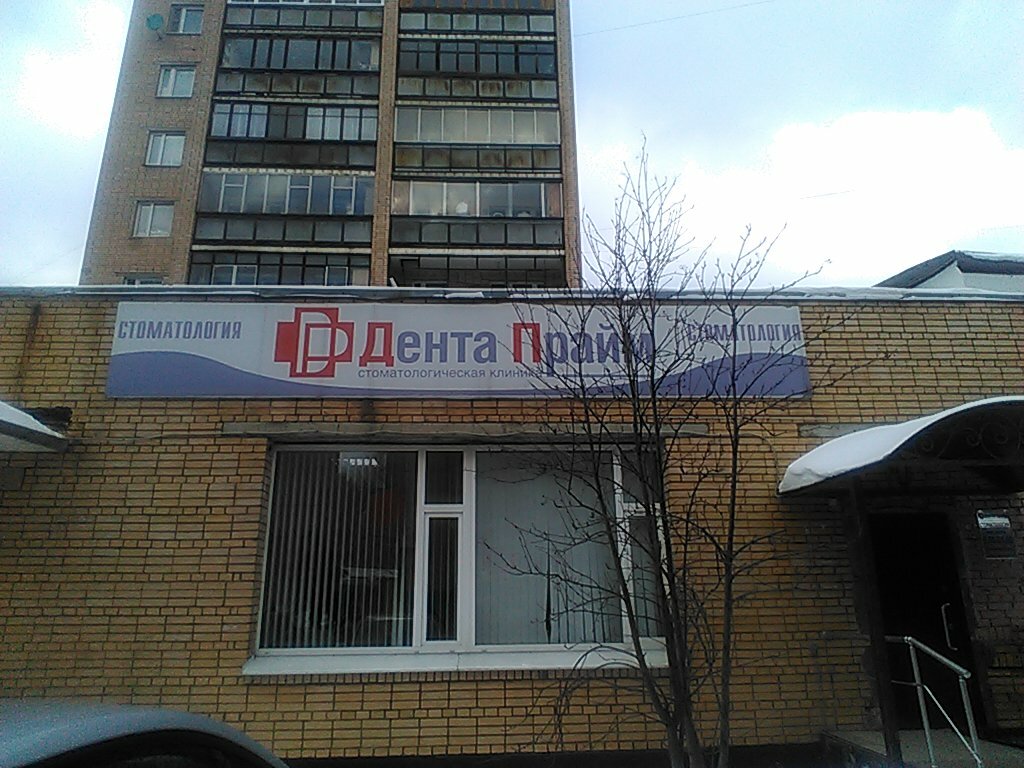 СТОМАТОЛОГИЯ
Дента Прайм
стоматологическая клиника
СТОМАТОЛОГИЯ